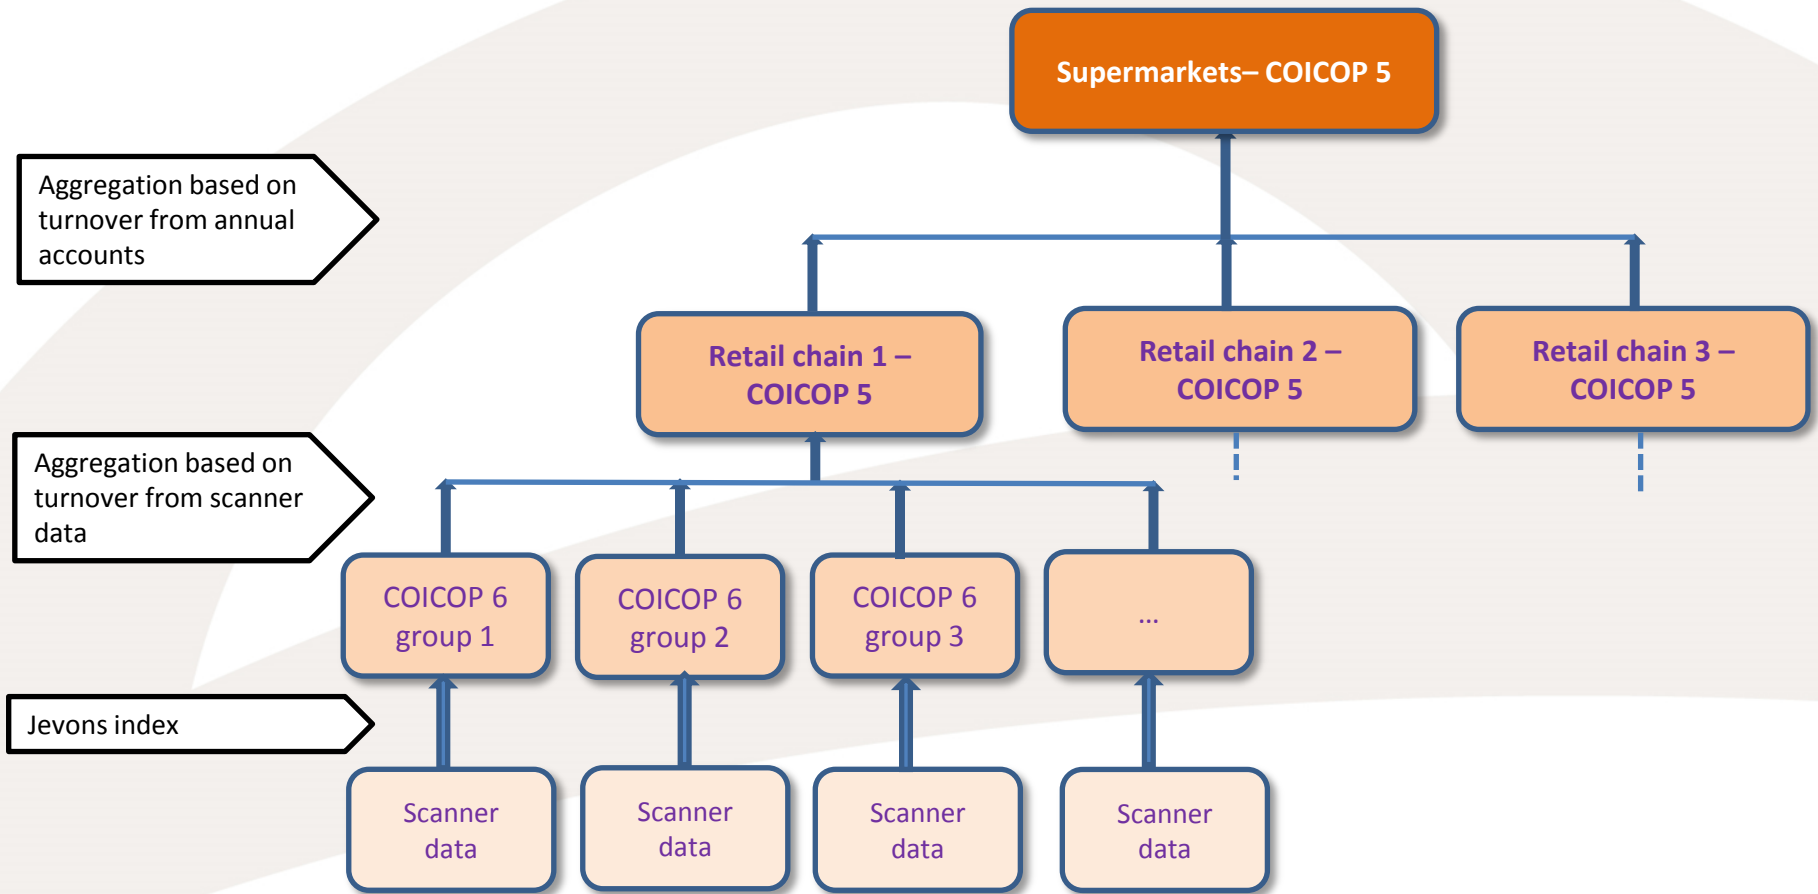 Supermarkets– COICOP 5
Aggregation based on
turnover from annual
accounts
Retail chain 1 –
COICOP 5
Retail chain 2 –
COICOP 5
Retail chain 3 –
COICOP 5
Aggregation based on
turnover from scanner
data
COICOP 6
group 1
COICOP 6
group 2
COICOP 6
group 3
...
Jevons index
Scanner
data
Scanner
data
Scanner
data
Scanner
data